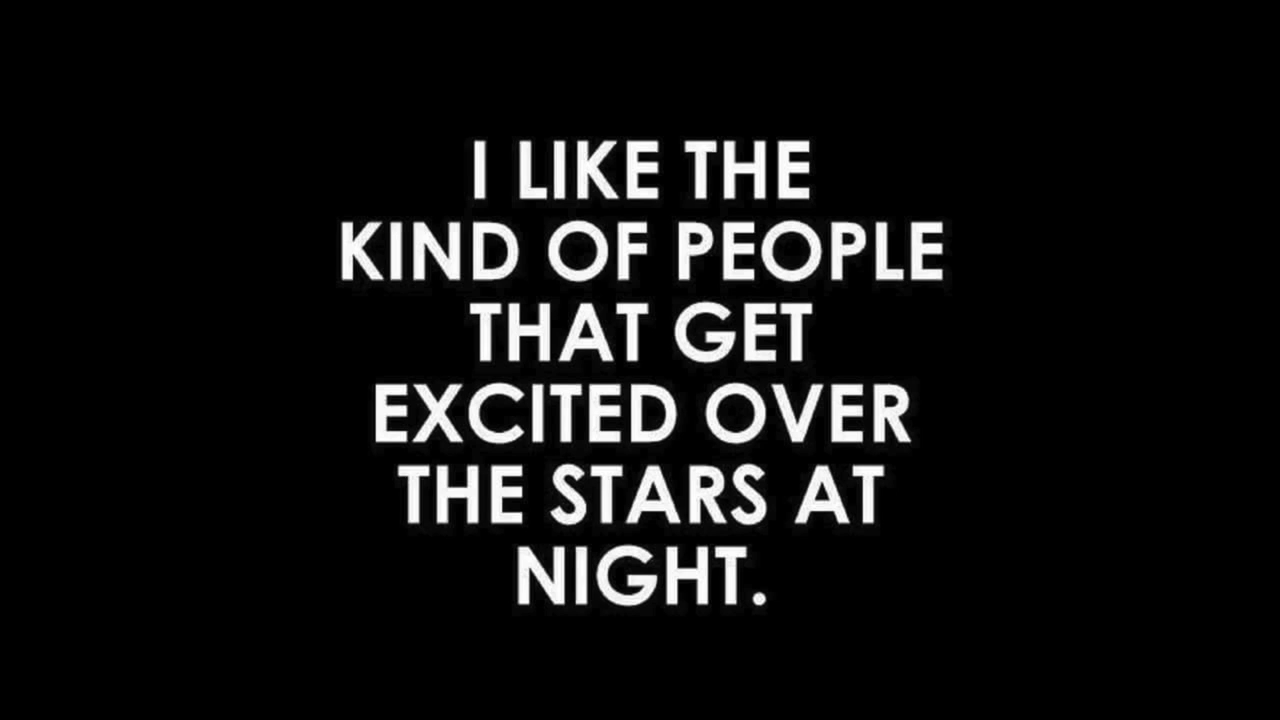 I LIKE THE
KIND OF PEOPLE
THAT GET
EXCITED OVER
THE STARS AT
NIGHT.